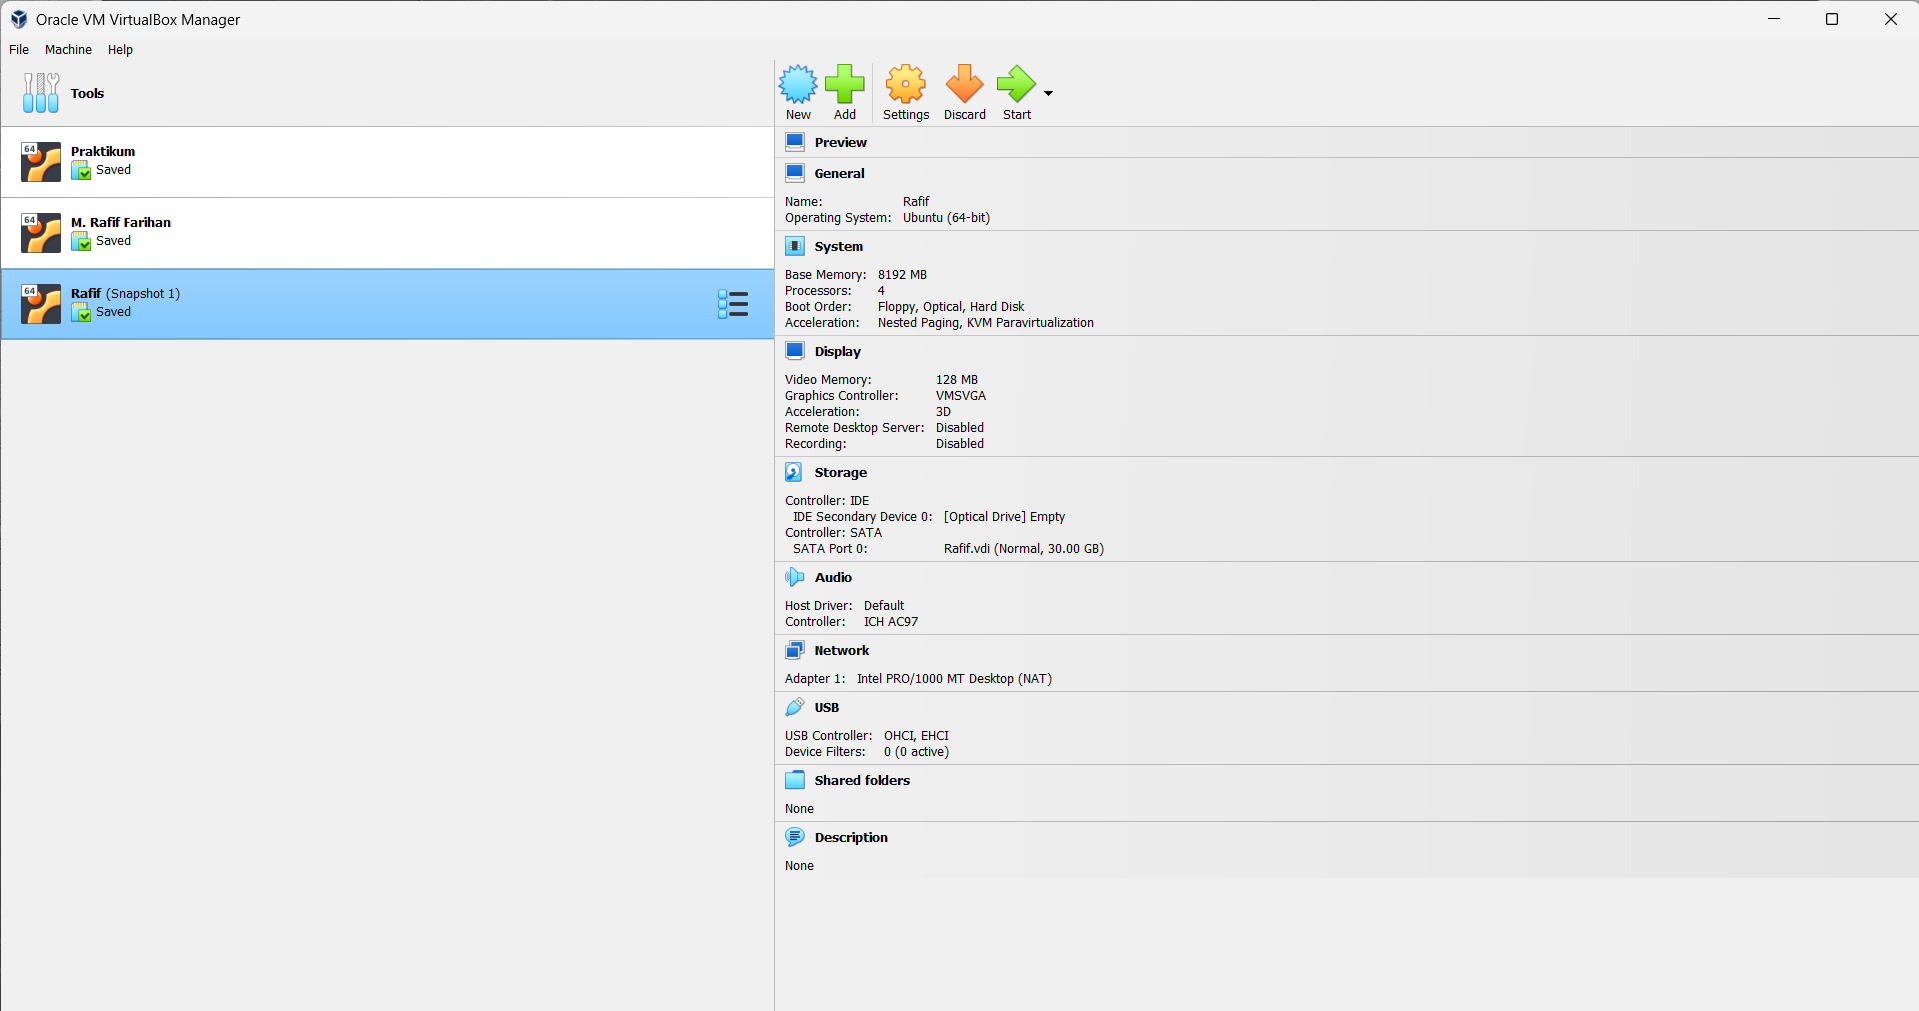 Oracle VM VirtualBox Manager
File Machine Help
Tools
New Add Settings Discard Start
64 Praktikum
Saved
64 M. Rafif Farihan
Saved
64 Rafif (Snapshot 1)
Saved
Preview
General
Name: Rafif
Operating System: Ubuntu (64-bit)
System
Base Memory: 8192 MB
Processors: 4
Boot Order: Floppy, Optical, Hard Disk
Acceleration: Nested Paging, KVM Paravirtualization
Display
Video Memory: 128 MB
Graphics Controller: VMSVGA
Acceleration: 3D
Remote Desktop Server: Disabled
Recording: Disabled
Storage
Controller: IDE
IDE Secondary Device 0: [Optical Drive] Empty
Controller: SATA
SATA Port 0: Rafif.vdi (Normal, 30.00 GB)
Audio
Host Driver: Default
Controller: ICH AC97
Network
Adapter 1: Intel PRO/1000 MT Desktop (NAT)
USB
USB Controller: OHCI, EHCI
Device Filters: 0 (0 active)
Shared folders
None
Description
None